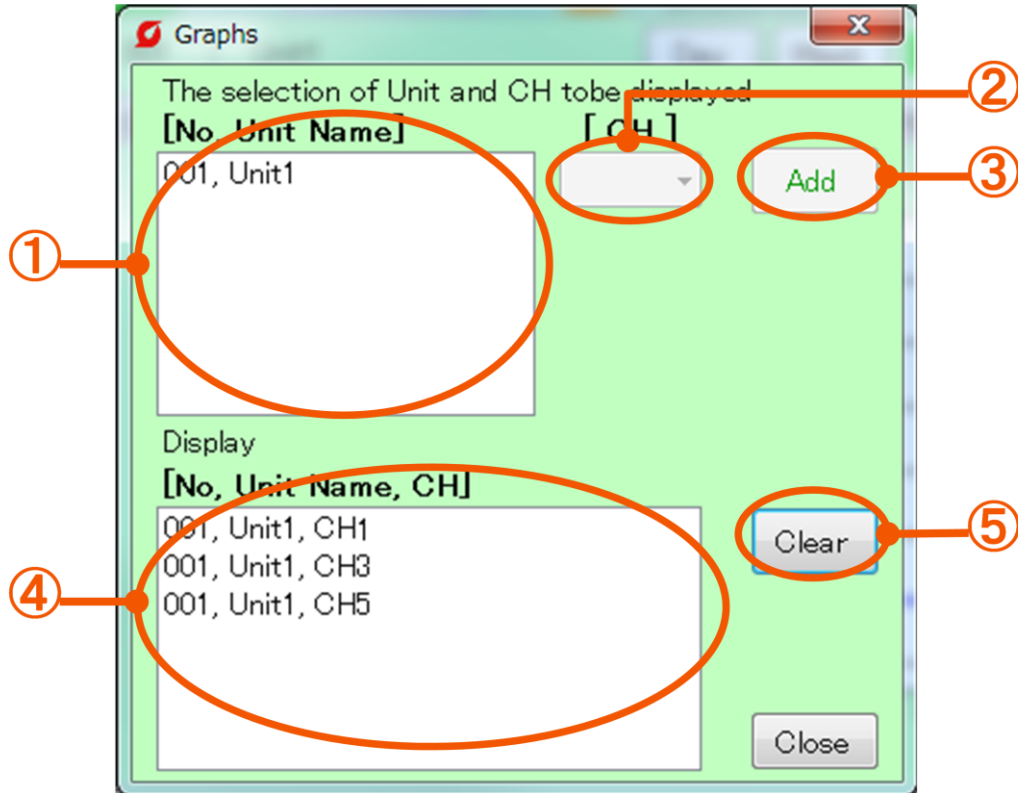 Graphs
The selection of Unit and CH tobe displayed
②
[No, Unit Name]
[ CH ]
001, Unit1
Add
③
①
Display
[No, Unit Name, CH]
001, Unit1, CH1
Clear
⑤
001, Unit1, CH3
④
001, Unit1, CH5
Close